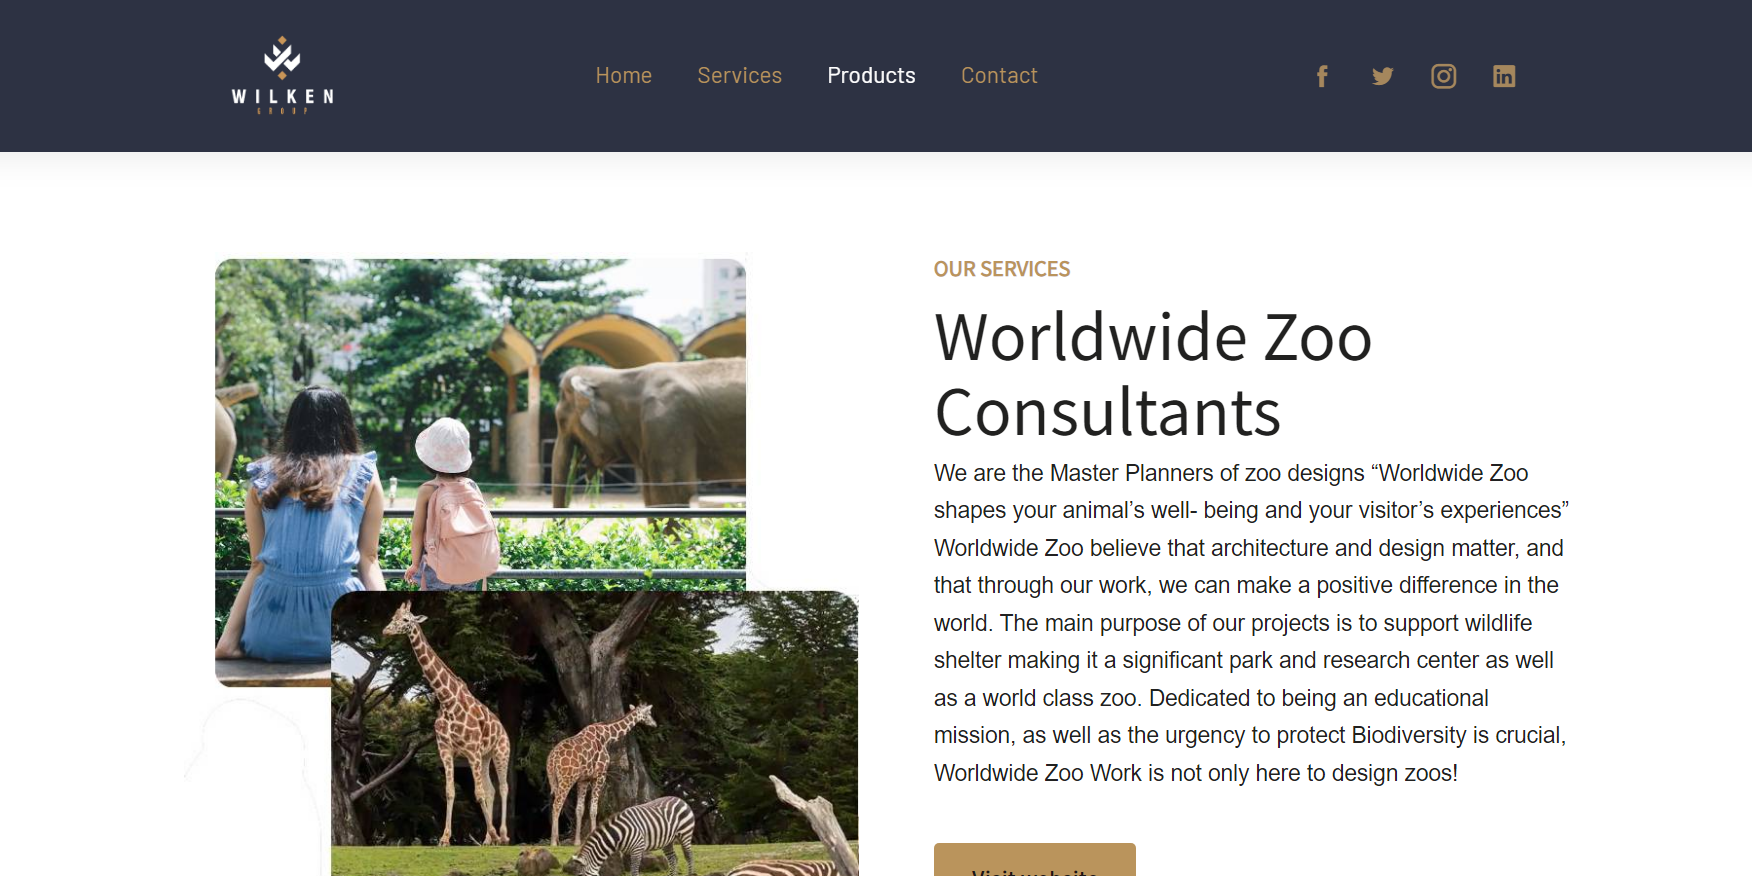 WILKEN
GROUP
Home
Services
Products
Contact
OUR SERVICES
Worldwide Zoo
Consultants
We are the Master Planners of zoo designs “Worldwide Zoo
shapes your animal’s well- being and your visitor’s experiences”
Worldwide Zoo believe that architecture and design matter, and
that through our work, we can make a positive difference in the
world. The main purpose of our projects is to support wildlife
shelter making it a significant park and research center as well
as a world class zoo. Dedicated to being an educational
mission, as well as the urgency to protect Biodiversity is crucial,
Worldwide Zoo Work is not only here to design zoos!
Visit website